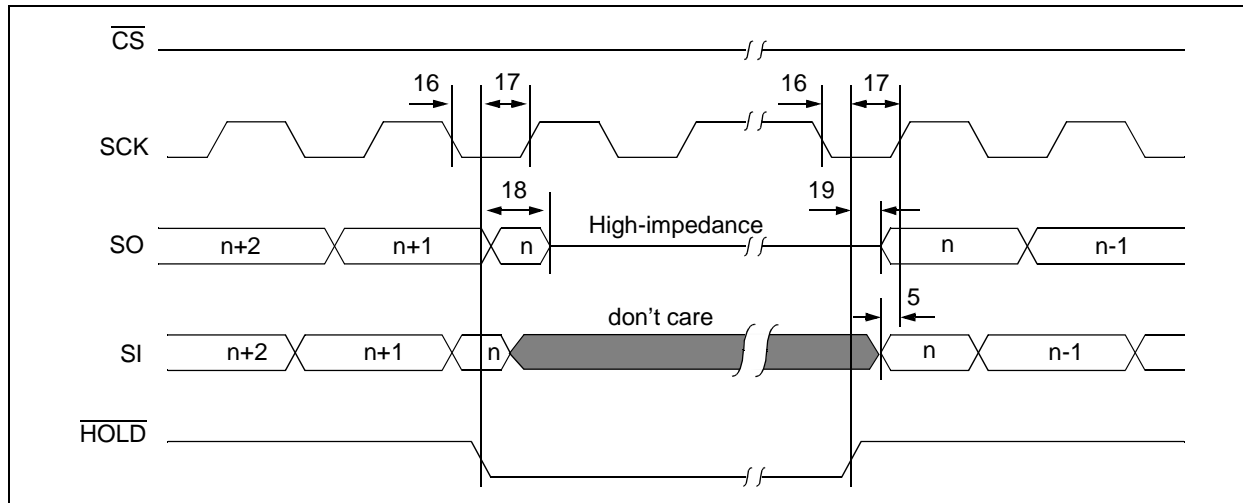 CS
16 17 16 17
SCK
18 19
High-impedance
SO n+2 n+1 n n n-1
5
don't care
SI n+2 n+1 n n n-1
HOLD